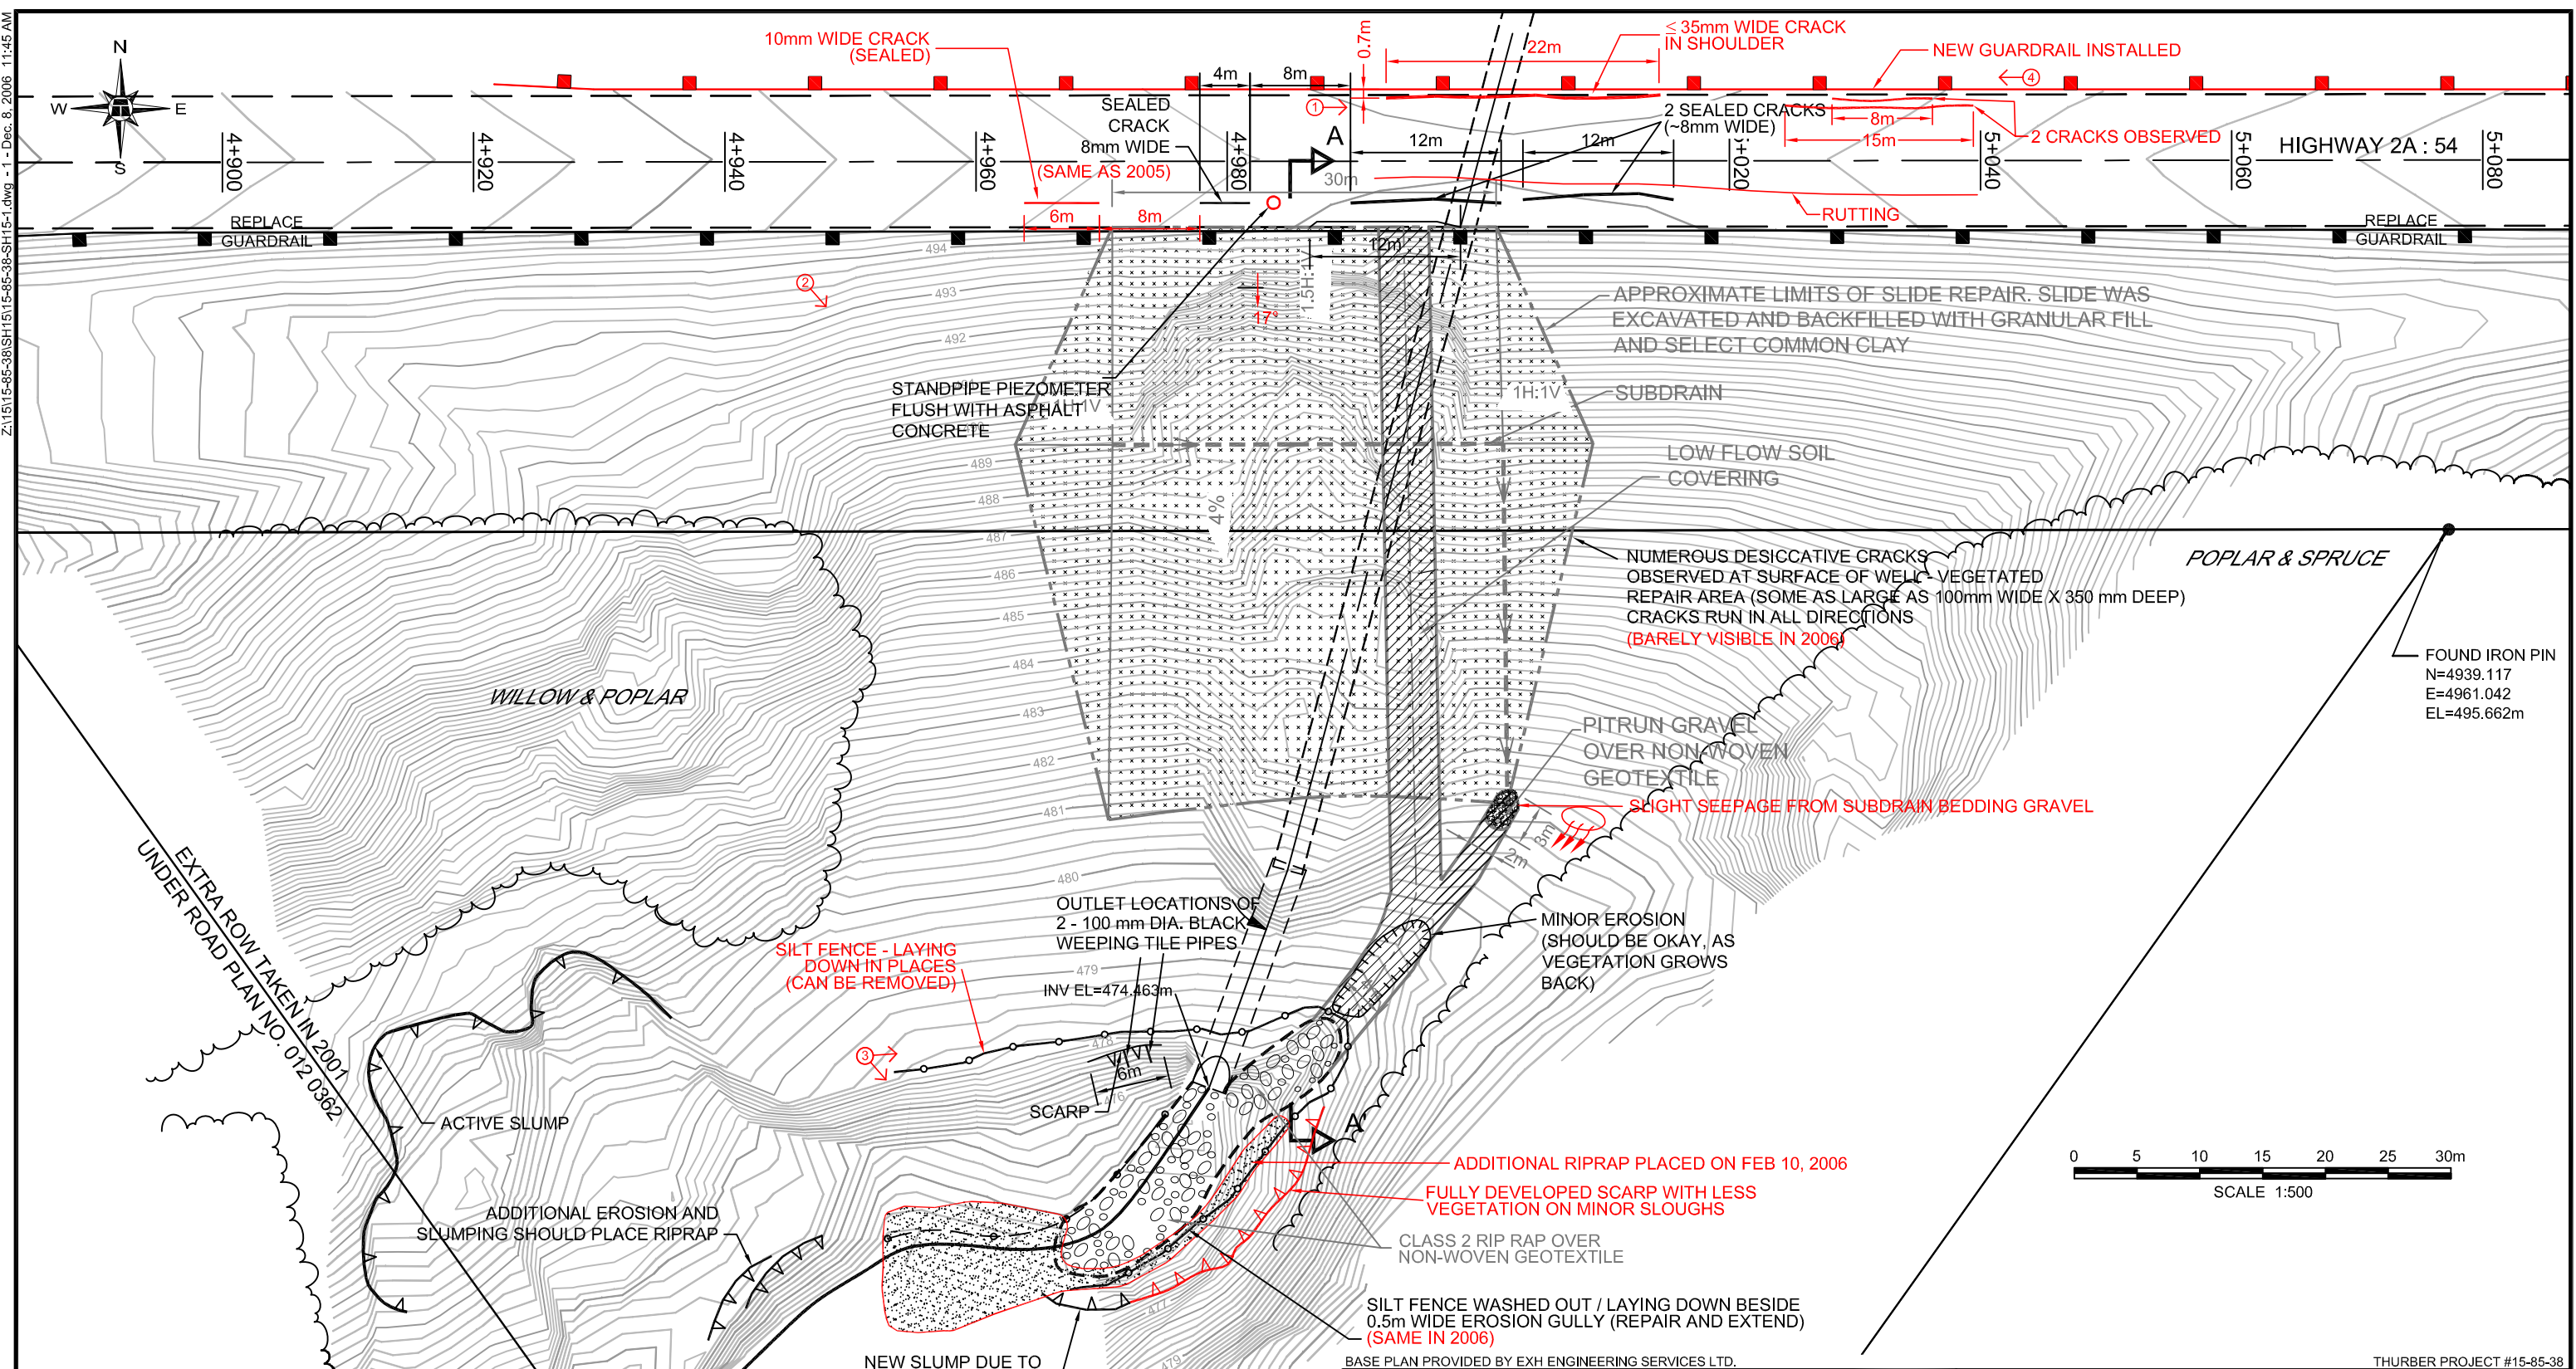 Z:\15\15-85-38\SH15\15-85-38-SH15-1.dwg - 1 - Dec. 8, 2006 11:45 AM
N
W
E
S
10mm WIDE CRACK
(SEALED)
4m
8m
0.7m
22m
≤ 35mm WIDE CRACK
IN SHOULDER
NEW GUARDRAIL INSTALLED
4
1
SEALED
CRACK
8mm WIDE
(SAME AS 2005)
A
2 SEALED CRACKS
(~8mm WIDE)
12m
12m
30m
8m
15m
2 CRACKS OBSERVED
HIGHWAY 2A : 54
4+900
4+920
4+940
4+960
4+980
5+020
5+040
5+060
5+080
RUTTING
REPLACE
GUARDRAIL
6m
8m
REPLACE
GUARDRAIL
12m
494
493
492
2
17°
1.5H:1V
APPROXIMATE LIMITS OF SLIDE REPAIR. SLIDE WAS
EXCAVATED AND BACKFILLED WITH GRANULAR FILL
AND SELECT COMMON CLAY
STANDPIPE PIEZOMETER
FLUSH WITH ASPHALT
CONCRETE
1H:1V
1H:1V
SUBDRAIN
LOW FLOW SOIL
COVERING
489
488
487
486
485
484
483
482
481
480
479
478
476
4%
NUMEROUS DESICCATIVE CRACKS
OBSERVED AT SURFACE OF WELL - VEGETATED
REPAIR AREA (SOME AS LARGE AS 100mm WIDE X 350 mm DEEP)
CRACKS RUN IN ALL DIRECTIONS
(BARELY VISIBLE IN 2006)
POPLAR & SPRUCE
FOUND IRON PIN
N=4939.117
E=4961.042
EL=495.662m
WILLOW & POPLAR
PITRUN GRAVEL
OVER NON-WOVEN
GEOTEXTILE
SLIGHT SEEPAGE FROM SUBDRAIN BEDDING GRAVEL
3m
2m
EXTRA ROW TAKEN IN 2001
UNDER ROAD PLAN NO. 012 0362
OUTLET LOCATIONS OF
2 - 100 mm DIA. BLACK
WEEPING TILE PIPES
MINOR EROSION
(SHOULD BE OKAY, AS
VEGETATION GROWS
BACK)
SILT FENCE - LAYING
DOWN IN PLACES
(CAN BE REMOVED)
INV EL=474.463m
3
6m
SCARP
ACTIVE SLUMP
A'
ADDITIONAL RIPRAP PLACED ON FEB 10, 2006
FULLY DEVELOPED SCARP WITH LESS
VEGETATION ON MINOR SLOUGHS
0 5 10 15 20 25 30m
SCALE 1:500
ADDITIONAL EROSION AND
SLUMPING SHOULD PLACE RIPRAP
CLASS 2 RIP RAP OVER
NON-WOVEN GEOTEXTILE
477
479
SILT FENCE WASHED OUT / LAYING DOWN BESIDE
0.5m WIDE EROSION GULLY (REPAIR AND EXTEND)
(SAME IN 2006)
NEW SLUMP DUE TO
BASE PLAN PROVIDED BY EXH ENGINEERING SERVICES LTD.
THURBER PROJECT #15-85-38